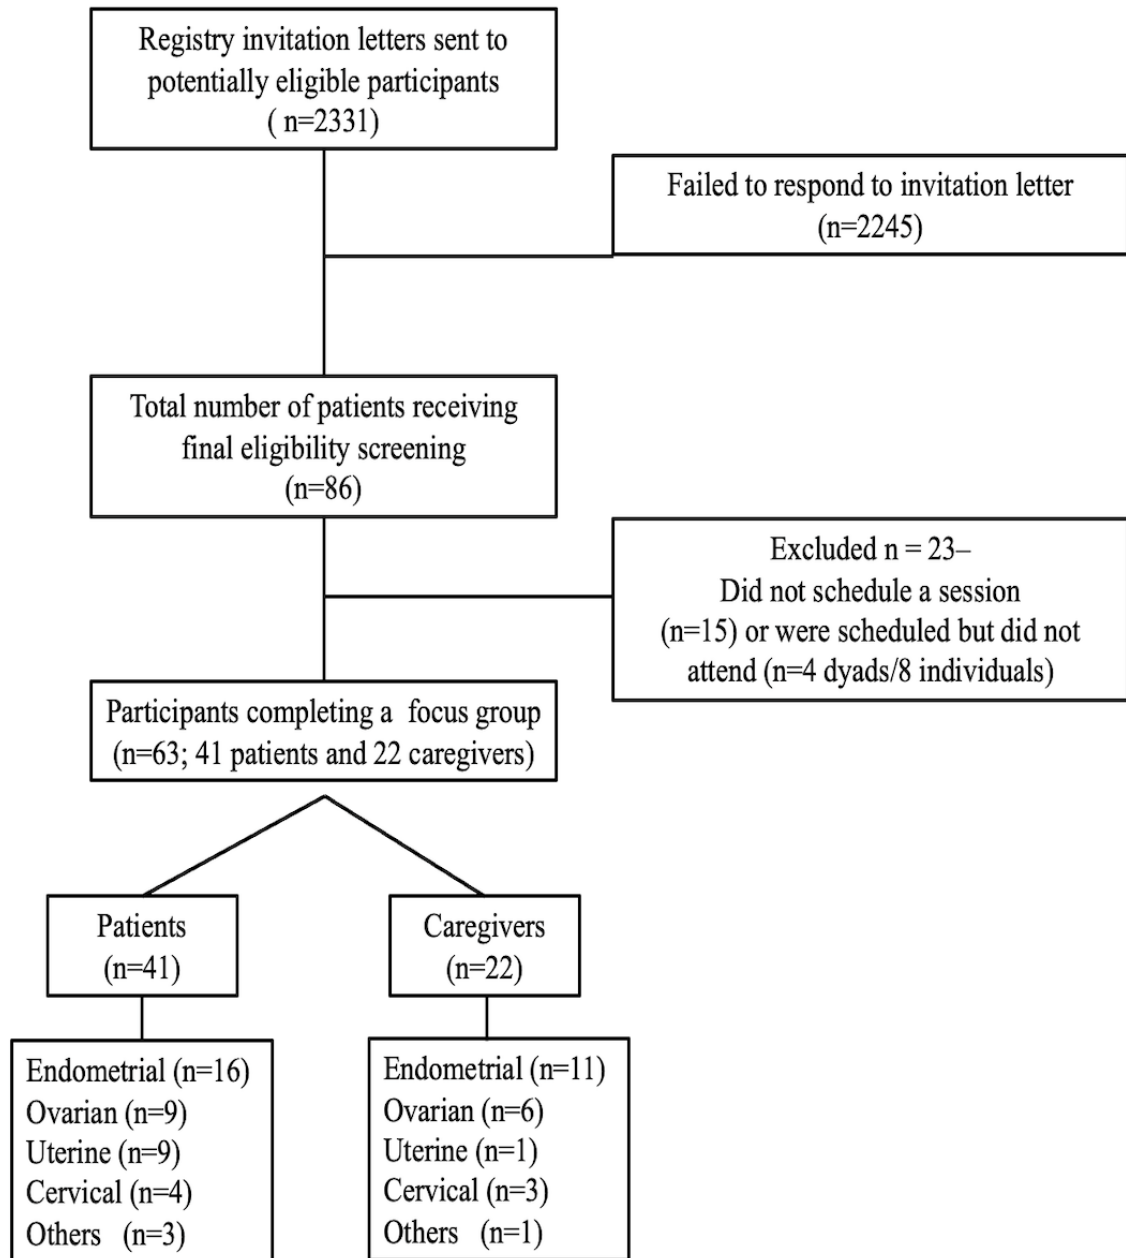 Registry invitation letters sent to
potentially eligible participants
( n=2331)
Failed to respond to invitation letter
(n=2245)
Total number of patients receiving
final eligibility screening
(n=86)
Excluded n = 23–
Did not schedule a session
(n=15) or were scheduled but did not
attend (n=4 dyads/8 individuals)
Participants completing a focus group
(n=63; 41 patients and 22 caregivers)
Patients
(n=41)
Caregivers
(n=22)
Endometrial (n=16)
Ovarian (n=9)
Uterine (n=9)
Cervical (n=4)
Others (n=3)
Endometrial (n=11)
Ovarian (n=6)
Uterine (n=1)
Cervical (n=3)
Others (n=1)